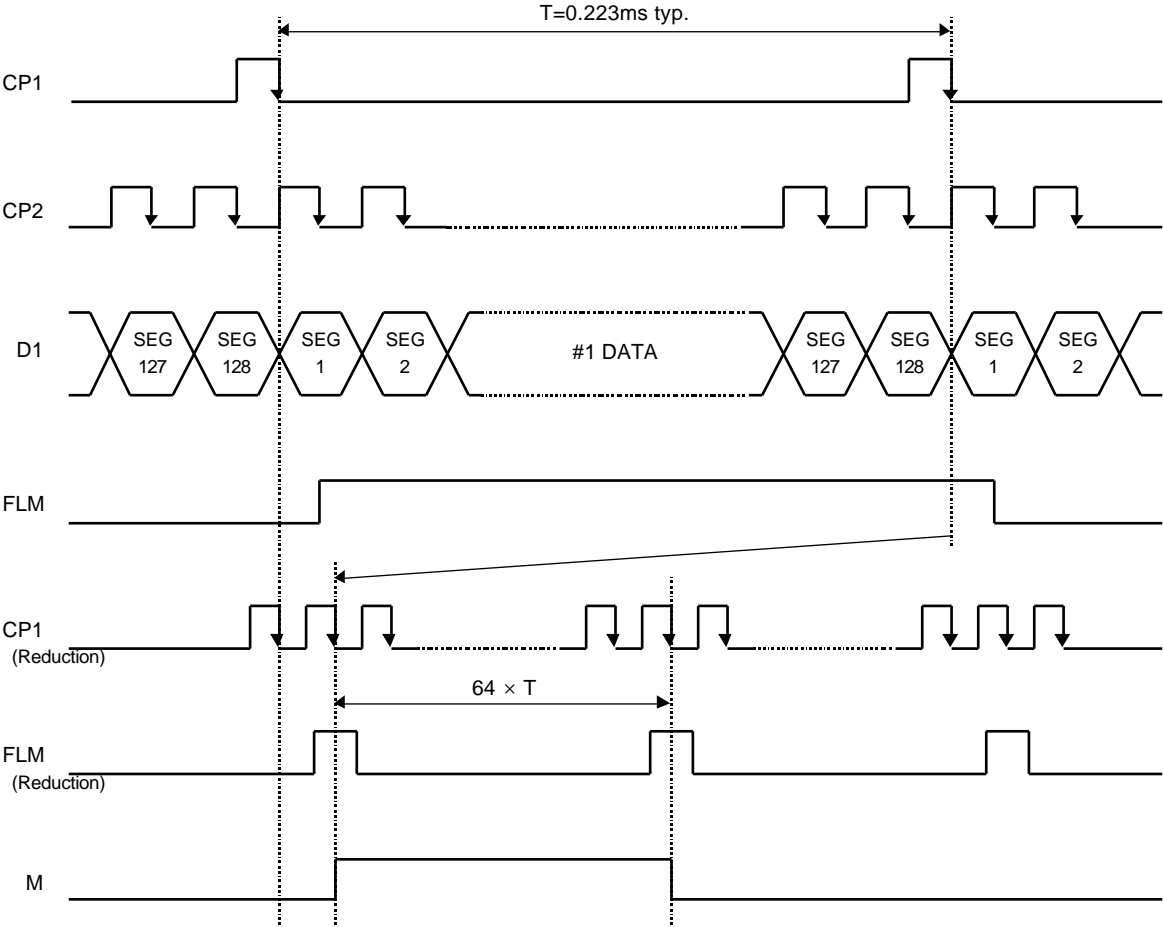 T=0.223ms typ.
CP1
CP2
D1
SEG 127
SEG 128
SEG 1
SEG 2
#1 DATA
SEG 127
SEG 128
SEG 1
SEG 2
FLM
CP1
(Reduction)
64 × T
FLM
(Reduction)
M